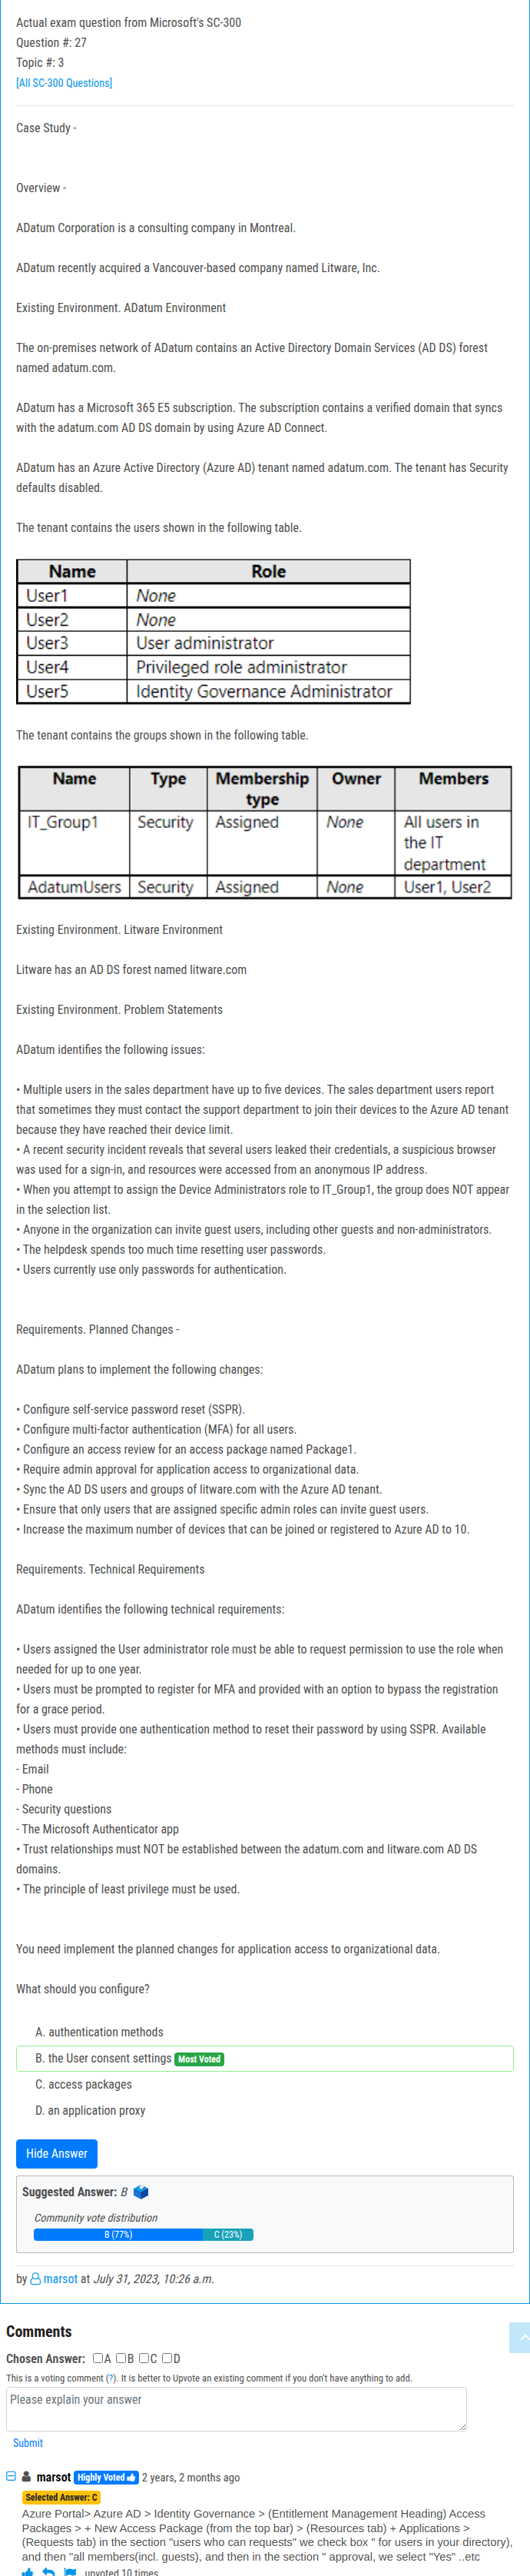 Actual exam question from Microsoft's SC-300
Question #: 27
Topic #: 3
[All SC-300 Questions]
Case Study -
Overview -
ADatum Corporation is a consulting company in Montreal.
ADatum recently acquired a Vancouver-based company named Litware, Inc.
Existing Environment. ADatum Environment
The on-premises network of ADatum contains an Active Directory Domain Services (AD DS) forest
named adatum.com.
ADatum has a Microsoft 365 E5 subscription. The subscription contains a verified domain that syncs
with the adatum.com AD DS domain by using Azure AD Connect.
ADatum has an Azure Active Directory (Azure AD) tenant named adatum.com. The tenant has Security
defaults disabled.
The tenant contains the users shown in the following table.
Name Role
User1 None
User2 None
User3 User administrator
User4 Privileged role administrator
User5 Identity Governance Administrator
The tenant contains the groups shown in the following table.
Name Type Membership type Owner Members
IT_Group1 Security Assigned None All users in the IT department
AdatumUsers Security Assigned None User1, User2
Existing Environment. Litware Environment
Litware has an AD DS forest named litware.com
Existing Environment. Problem Statements
ADatum identifies the following issues:
• Multiple users in the sales department have up to five devices. The sales department users report
that sometimes they must contact the support department to join their devices to the Azure AD tenant
because they have reached their device limit.
• A recent security incident reveals that several users leaked their credentials, a suspicious browser
was used for a sign-in, and resources were accessed from an anonymous IP address.
• When you attempt to assign the Device Administrators role to IT_Group1, the group does NOT appear
in the selection list.
• Anyone in the organization can invite guest users, including other guests and non-administrators.
• The helpdesk spends too much time resetting user passwords.
• Users currently use only passwords for authentication.
Requirements. Planned Changes -
ADatum plans to implement the following changes:
• Configure self-service password reset (SSPR).
• Configure multi-factor authentication (MFA) for all users.
• Configure an access review for an access package named Package1.
• Require admin approval for application access to organizational data.
• Sync the AD DS users and groups of litware.com with the Azure AD tenant.
• Ensure that only users that are assigned specific admin roles can invite guest users.
• Increase the maximum number of devices that can be joined or registered to Azure AD to 10.
Requirements. Technical Requirements
ADatum identifies the following technical requirements:
• Users assigned the User administrator role must be able to request permission to use the role when
needed for up to one year.
• Users must be prompted to register for MFA and provided with an option to bypass the registration
for a grace period.
• Users must provide one authentication method to reset their password by using SSPR. Available
methods must include:
- Email
- Phone
- Security questions
- The Microsoft Authenticator app
• Trust relationships must NOT be established between the adatum.com and litware.com AD DS
domains.
• The principle of least privilege must be used.
You need implement the planned changes for application access to organizational data.
What should you configure?
A. authentication methods
B. the User consent settings Most Voted
C. access packages
D. an application proxy
Hide Answer
Suggested Answer: B
Community vote distribution
B (77%) C (23%)
by marsot at July 31, 2023, 10:26 a.m.
Comments
Chosen Answer: A B C D
This is a voting comment (?). It is better to Upvote an existing comment if you don't have anything to add.
Please explain your answer
Submit
marsot Highly Voted 2 years, 2 months ago
Selected Answer: C
Azure Portal> Azure AD > Identity Governance > (Entitlement Management Heading) Access
Packages > + New Access Package (from the top bar) > (Resources tab) + Applications >
(Requests tab) in the section "users who can requests" we check box " for users in your directory),
and then "all members(incl. guests), and then in the section " approval, we select "Yes" ..etc
upvoted 10 times